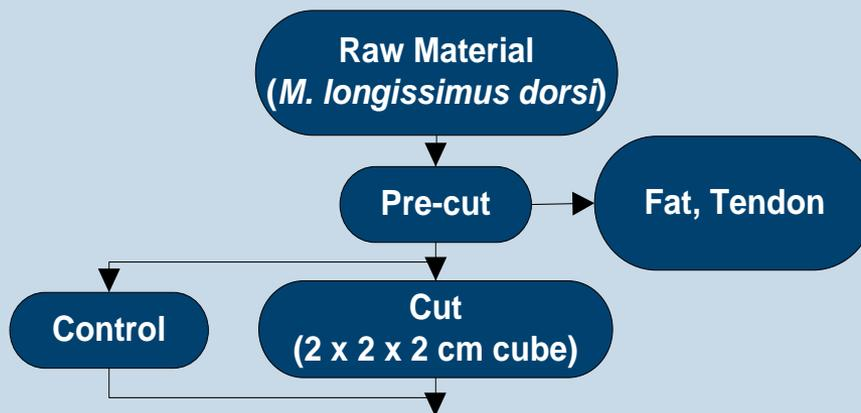 Raw Material
(M. longissimus dorsi)
Pre-cut
Fat, Tendon
Control
Cut
(2 x 2 x 2 cm cube)